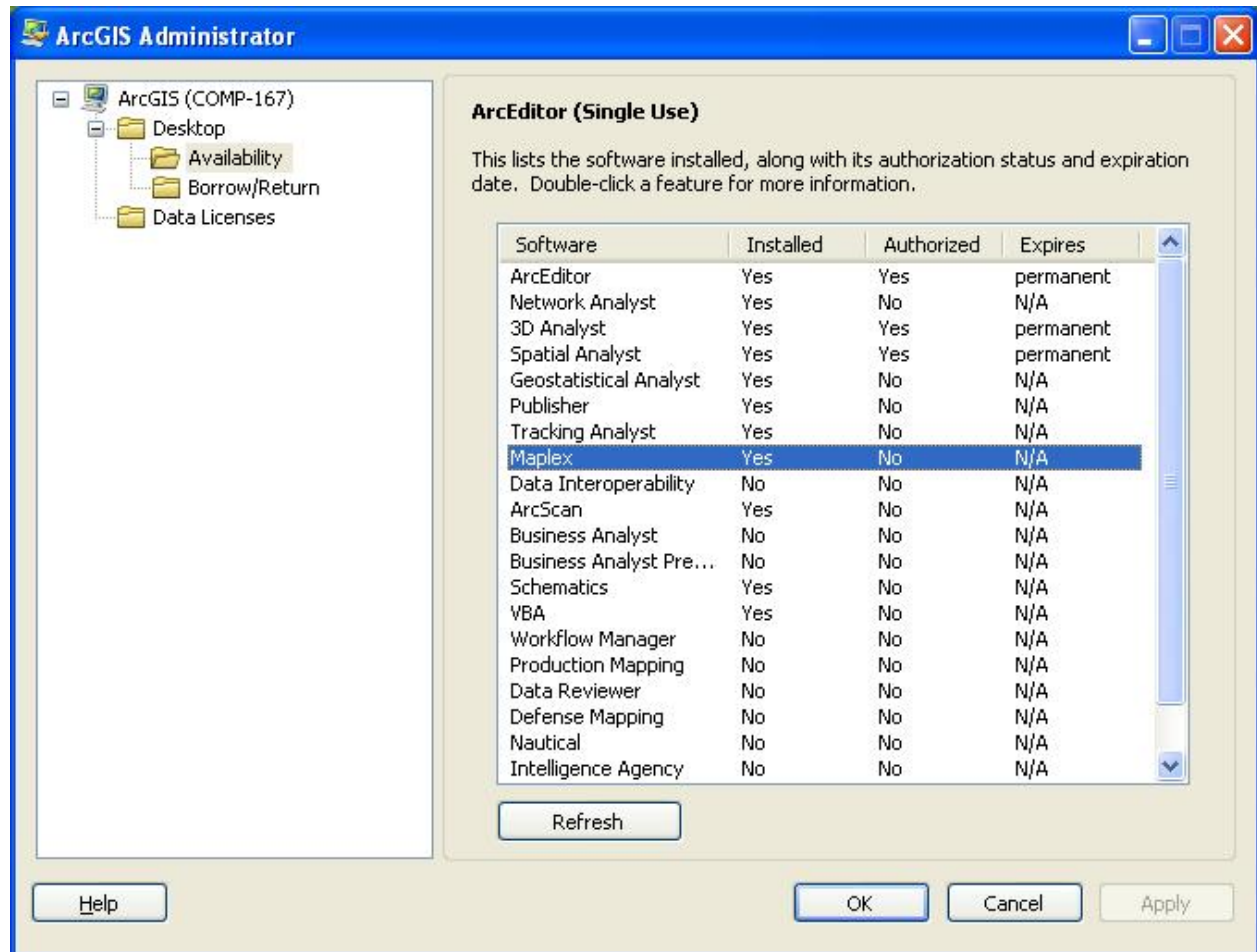 ArcGIS Administrator
ArcGIS (COMP-167)
Desktop
Availability
Borrow/Return
Data Licenses
ArcEditor (Single Use)
This lists the software installed, along with its authorization status and expiration
date. Double-click a feature for more information.
Software Installed Authorized Expires
ArcEditor Yes Yes permanent
Network Analyst Yes No N/A
3D Analyst Yes Yes permanent
Spatial Analyst Yes Yes permanent
Geostatistical Analyst Yes No N/A
Publisher Yes No N/A
Tracking Analyst Yes No N/A
Maplex Yes No N/A
Data Interoperability No No N/A
ArcScan Yes No N/A
Business Analyst No No N/A
Business Analyst Pre... No No N/A
Schematics Yes No N/A
VBA Yes No N/A
Workflow Manager No No N/A
Production Mapping No No N/A
Data Reviewer No No N/A
Defense Mapping No No N/A
Nautical No No N/A
Intelligence Agency No No N/A
Refresh
Help OK Cancel Apply